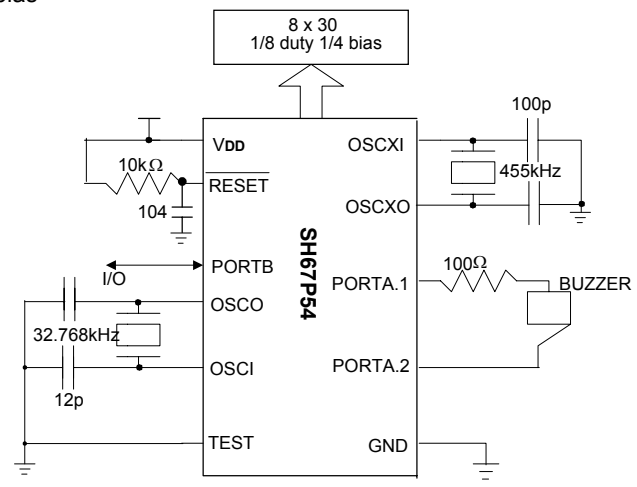 bias
8 x 30
1/8 duty 1/4 bias
100p
VDD
OSCXI
10kΩ
455kHz
RESET
104
OSCXO
SH67P54
PORTB
I/O
100Ω
PORTA.1
BUZZER
OSCO
32.768kHz
OSCI
PORTA.2
12p
TEST
GND